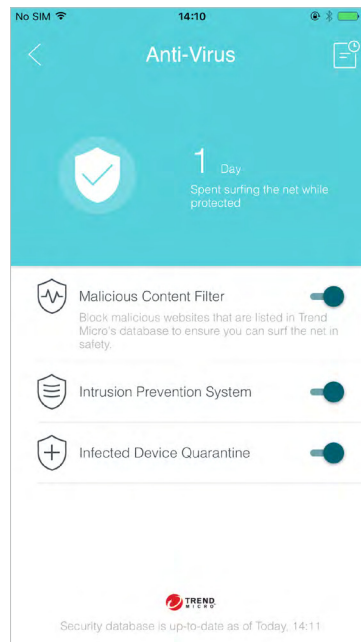 No SIM 14:10
Anti-Virus
1 Day
Spent surfing the net while
protected
Malicious Content Filter
Block malicious websites that are listed in Trend
Micro's database to ensure you can surf the net in
safety.
Intrusion Prevention System
Infected Device Quarantine
TREND
MICRO
Security database is up-to-date as of Today, 14:11